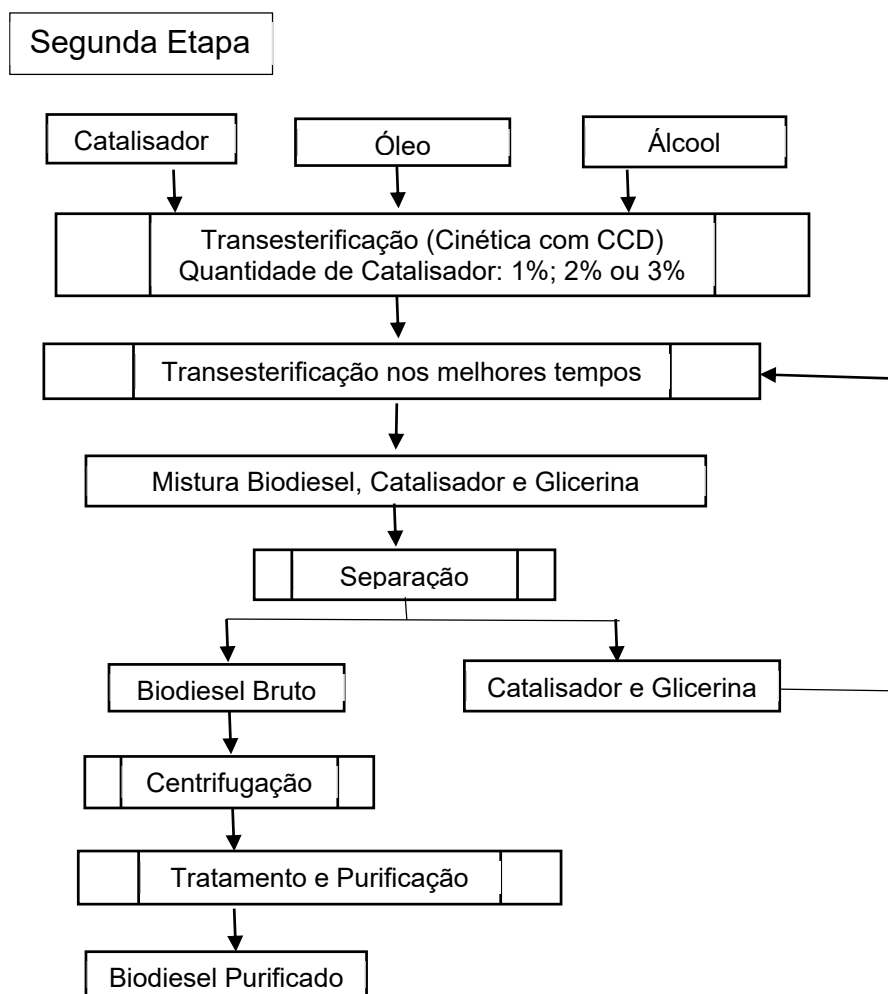 Segunda Etapa
Catalisador
Óleo
Álcool
Transesterificação (Cinética com CCD)
Quantidade de Catalisador: 1%; 2% ou 3%
Transesterificação nos melhores tempos
Mistura Biodiesel, Catalisador e Glicerina
Separação
Biodiesel Bruto
Catalisador e Glicerina
Centrifugação
Tratamento e Purificação
Biodiesel Purificado